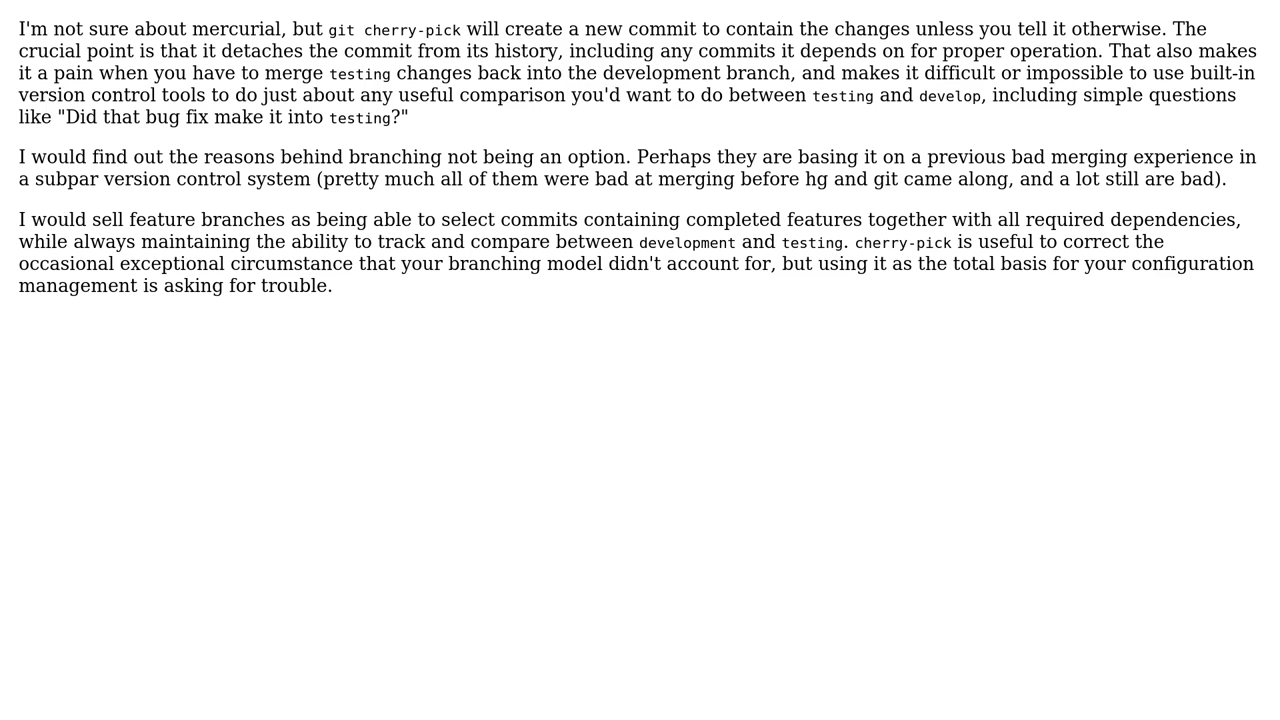 I'm not sure about mercurial, but git cherry-pick will create a new commit to contain the changes unless you tell it otherwise. The
crucial point is that it detaches the commit from its history, including any commits it depends on for proper operation. That also makes
it a pain when you have to merge testing changes back into the development branch, and makes it difficult or impossible to use built-in
version control tools to do just about any useful comparison you'd want to do between testing and develop, including simple questions
like "Did that bug fix make it into testing?"
I would find out the reasons behind branching not being an option. Perhaps they are basing it on a previous bad merging experience in
a subpar version control system (pretty much all of them were bad at merging before hg and git came along, and a lot still are bad).
I would sell feature branches as being able to select commits containing completed features together with all required dependencies,
while always maintaining the ability to track and compare between development and testing. cherry-pick is useful to correct the
occasional exceptional circumstance that your branching model didn't account for, but using it as the total basis for your configuration
management is asking for trouble.